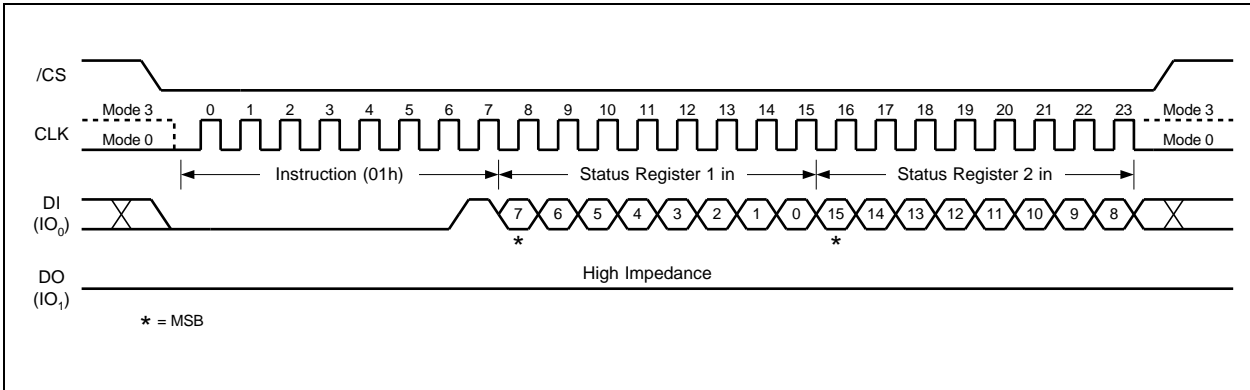 /CS
Mode 3 0 1 2 3 4 5 6 7 8 9 10 11 12 13 14 15 16 17 18 19 20 21 22 23 Mode 3
CLK
Mode 0 Mode 0
Instruction (01h) Status Register 1 in Status Register 2 in
DI
(IO0) 7 6 5 4 3 2 1 0 15 14 13 12 11 10 9 8
* *
High Impedance
DO
(IO1)
* = MSB